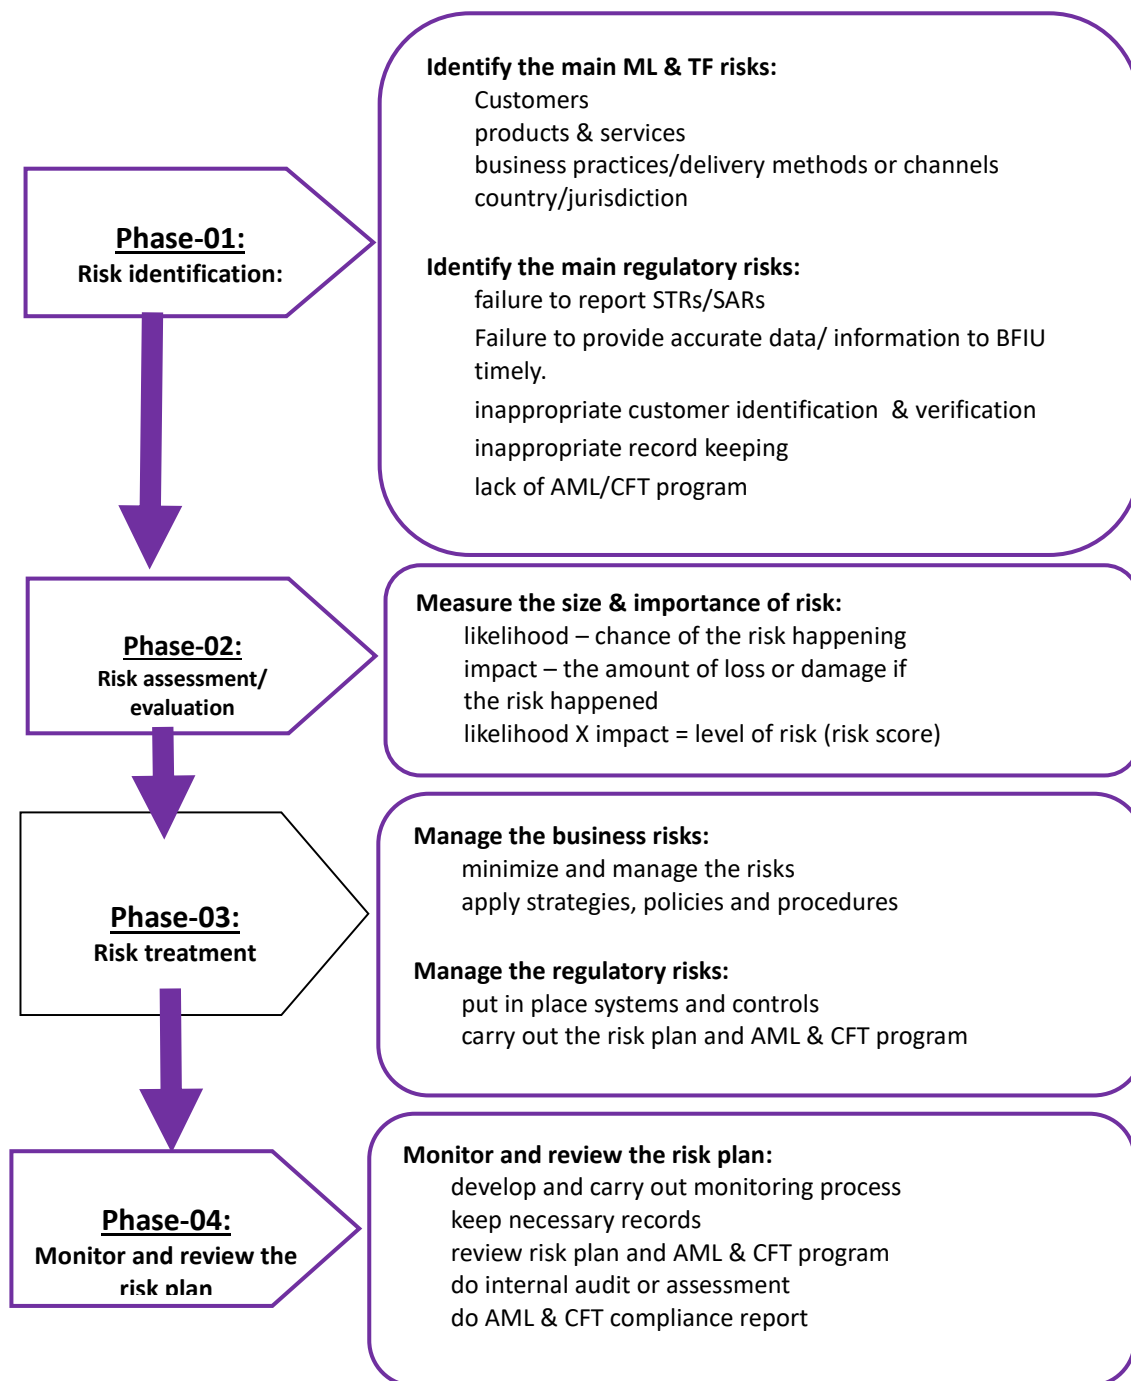 Phase-01:
Risk identification:
Identify the main ML & TF risks:
Customers
products & services
business practices/delivery methods or channels
country/jurisdiction
Identify the main regulatory risks:
failure to report STRs/SARs
Failure to provide accurate data/ information to BFIU
timely.
inappropriate customer identification & verification
inappropriate record keeping
lack of AML/CFT program
Phase-02:
Risk assessment/
evaluation
Measure the size & importance of risk:
likelihood – chance of the risk happening
impact – the amount of loss or damage if
the risk happened
likelihood X impact = level of risk (risk score)
Phase-03:
Risk treatment
Manage the business risks:
minimize and manage the risks
apply strategies, policies and procedures
Manage the regulatory risks:
put in place systems and controls
carry out the risk plan and AML & CFT program
Phase-04:
Monitor and review the
risk plan
Monitor and review the risk plan:
develop and carry out monitoring process
keep necessary records
review risk plan and AML & CFT program
do internal audit or assessment
do AML & CFT compliance report